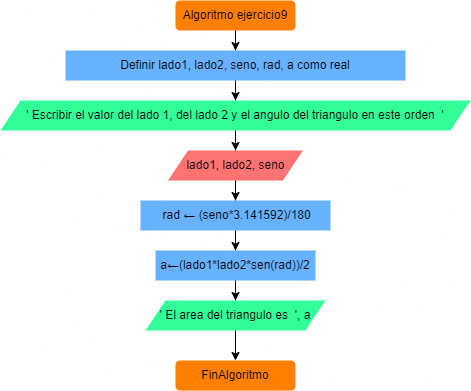 Algoritmo ejercicio9
Definir lado1, lado2, seno, rad, a como real
' Escribir el valor del lado 1, del lado 2 y el angulo del triangulo en este orden  '
lado1, lado2, seno
rad ← (seno*3.141592)/180
a←(lado1*lado2*sen(rad))/2
' El area del triangulo es  ', a
FinAlgoritmo